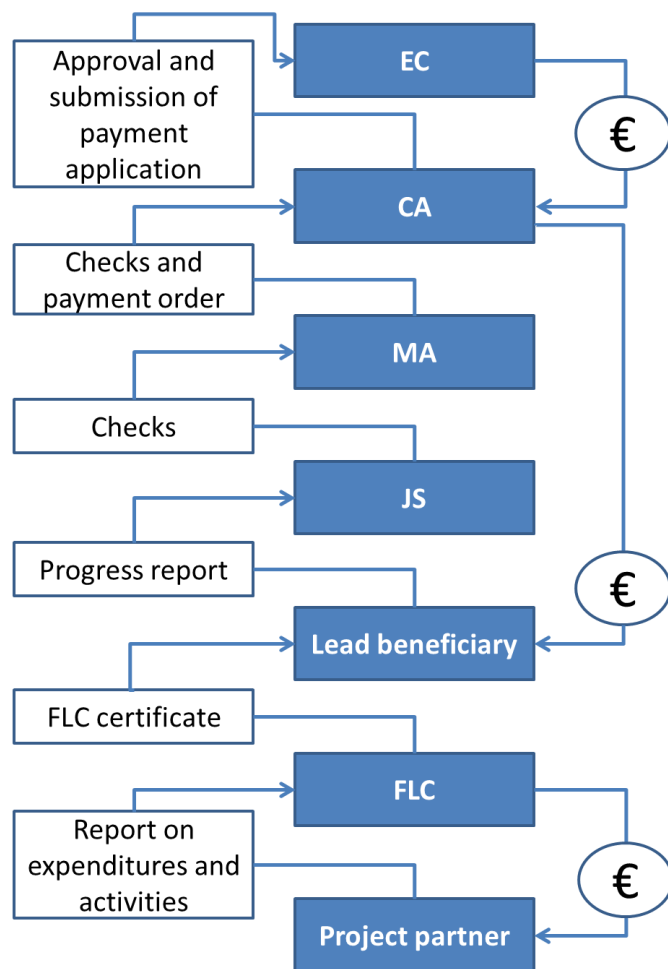 EC
Approval and
submission of
payment
application
€
CA
Checks and
payment order
MA
Checks
JS
Progress report
€
Lead beneficiary
FLC certificate
FLC
Report on
expenditures and
activities
€
Project partner